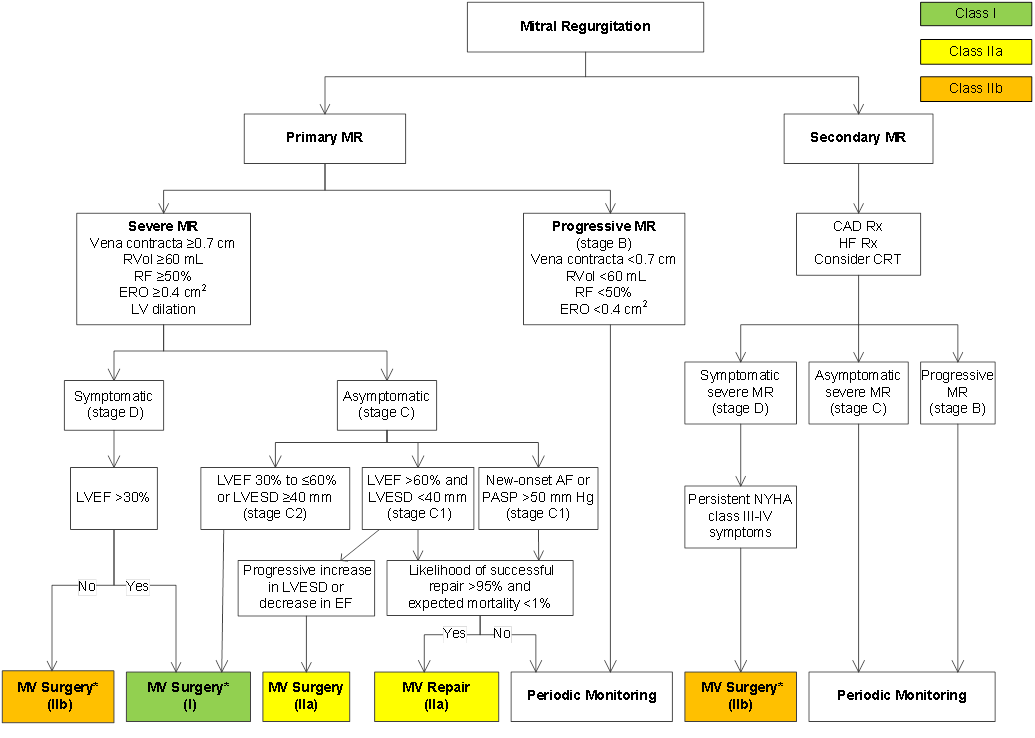 Mitral Regurgitation
Class I
Class IIa
Class IIb
Primary MR
Secondary MR
Severe MR
Vena contracta ≥0.7 cm
RVol ≥60 mL
RF ≥50%
ERO ≥0.4 cm²
LV dilation
Progressive MR
(stage B)
Vena contracta <0.7 cm
RVol <60 mL
RF <50%
ERO <0.4 cm²
CAD Rx
HF Rx
Consider CRT
Symptomatic
(stage D)
Asymptomatic
(stage C)
Symptomatic
severe MR
(stage D)
Asymptomatic
severe MR
(stage C)
Progressive
MR
(stage B)
LVEF >30%
LVEF 30% to ≤60%
or LVESD ≥40 mm
(stage C2)
LVEF >60% and
LVESD <40 mm
(stage C1)
New-onset AF or
PASP >50 mm Hg
(stage C1)
Persistent NYHA
class III-IV
symptoms
No
Yes
Progressive increase
in LVESD or
decrease in EF
Likelihood of successful
repair >95% and
expected mortality <1%
Yes
No
MV Surgery*
(IIb)
MV Surgery*
(I)
MV Surgery
(IIa)
MV Repair
(IIa)
Periodic Monitoring
MV Surgery*
(IIb)
Periodic Monitoring